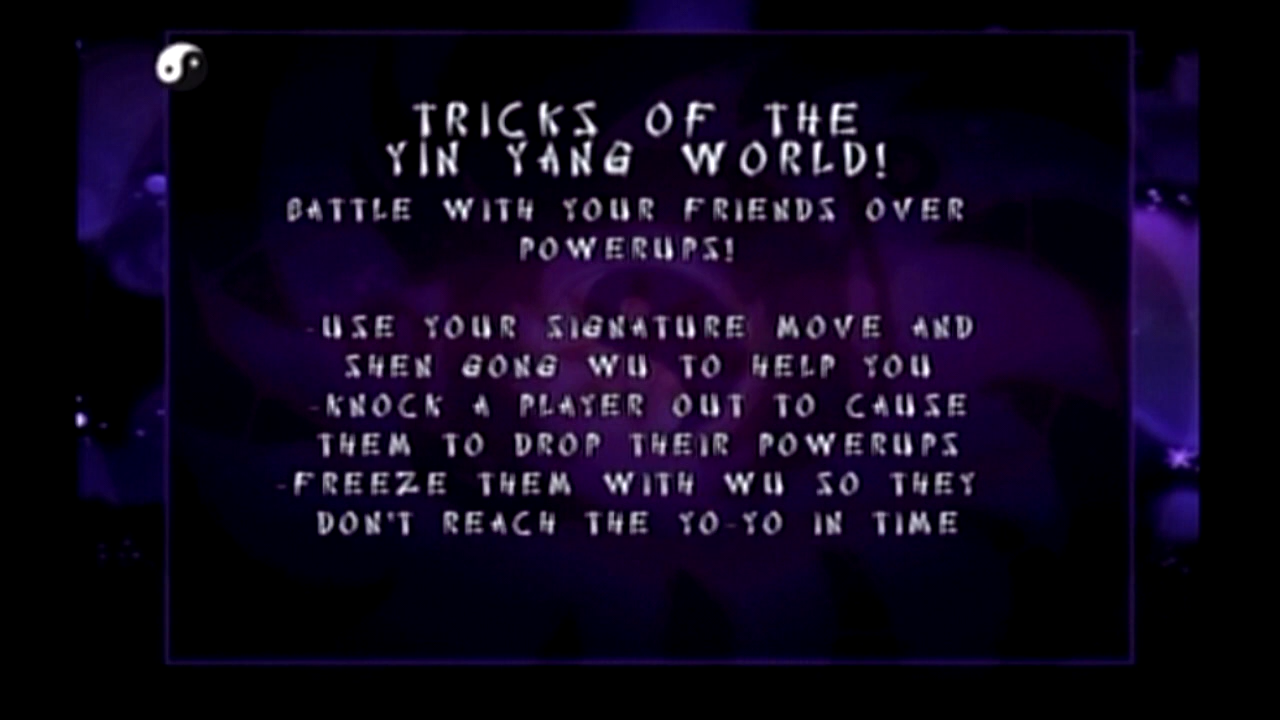 TRICKS OF THE
YIN YANG WORLD!
BATTLE WITH YOUR FRIENDS OVER
POWERUPS!
-USE YOUR SIGNATURE MOVE AND
SHEN GONG WU TO HELP YOU
-KNOCK A PLAYER OUT TO CAUSE
THEM TO DROP THEIR POWERUPS
-FREEZE THEM WITH WU SO THEY
DON'T REACH THE YO-YO IN TIME